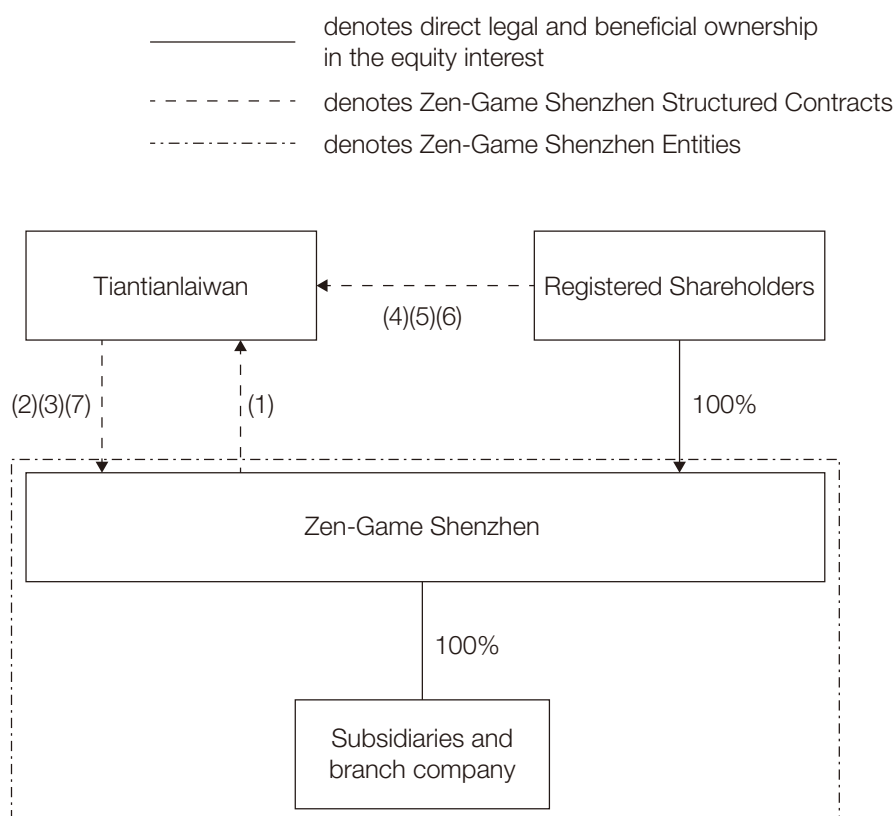 denotes direct legal and beneficial ownership
in the equity interest
denotes Zen-Game Shenzhen Structured Contracts
denotes Zen-Game Shenzhen Entities
Tiantianlaiwan
Registered Shareholders
(4)(5)(6)
(2)(3)(7)
(1)
100%
Zen-Game Shenzhen
100%
Subsidiaries and
branch company